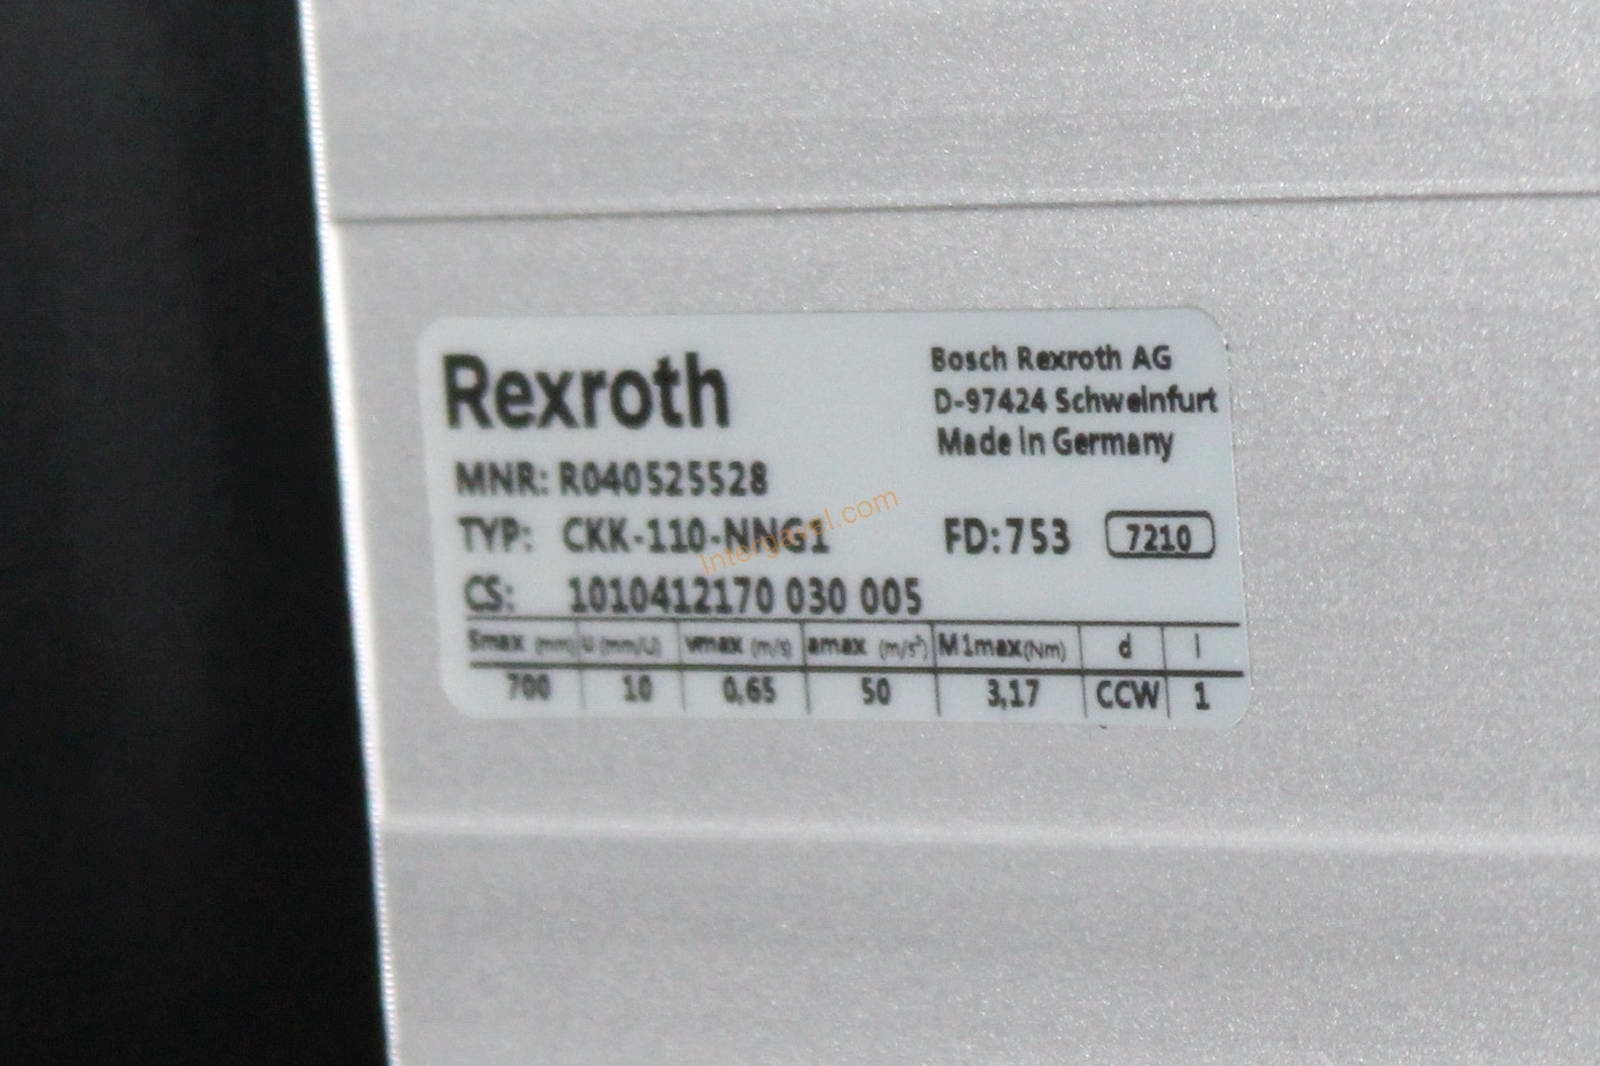 Rexroth
Bosch Rexroth AG
D-97424 Schweinfurt
Made in Germany
MNR: R040525528
TYP: CKK-110-NNG1 FD:753 7210
CS: 1010412170 030 005
Smax (mm) u (mm/U) vmax (m/s) amax (m/s²) M1max(Nm) d i
700 10 0,65 50 3,17 CCW 1
Intergavel.com